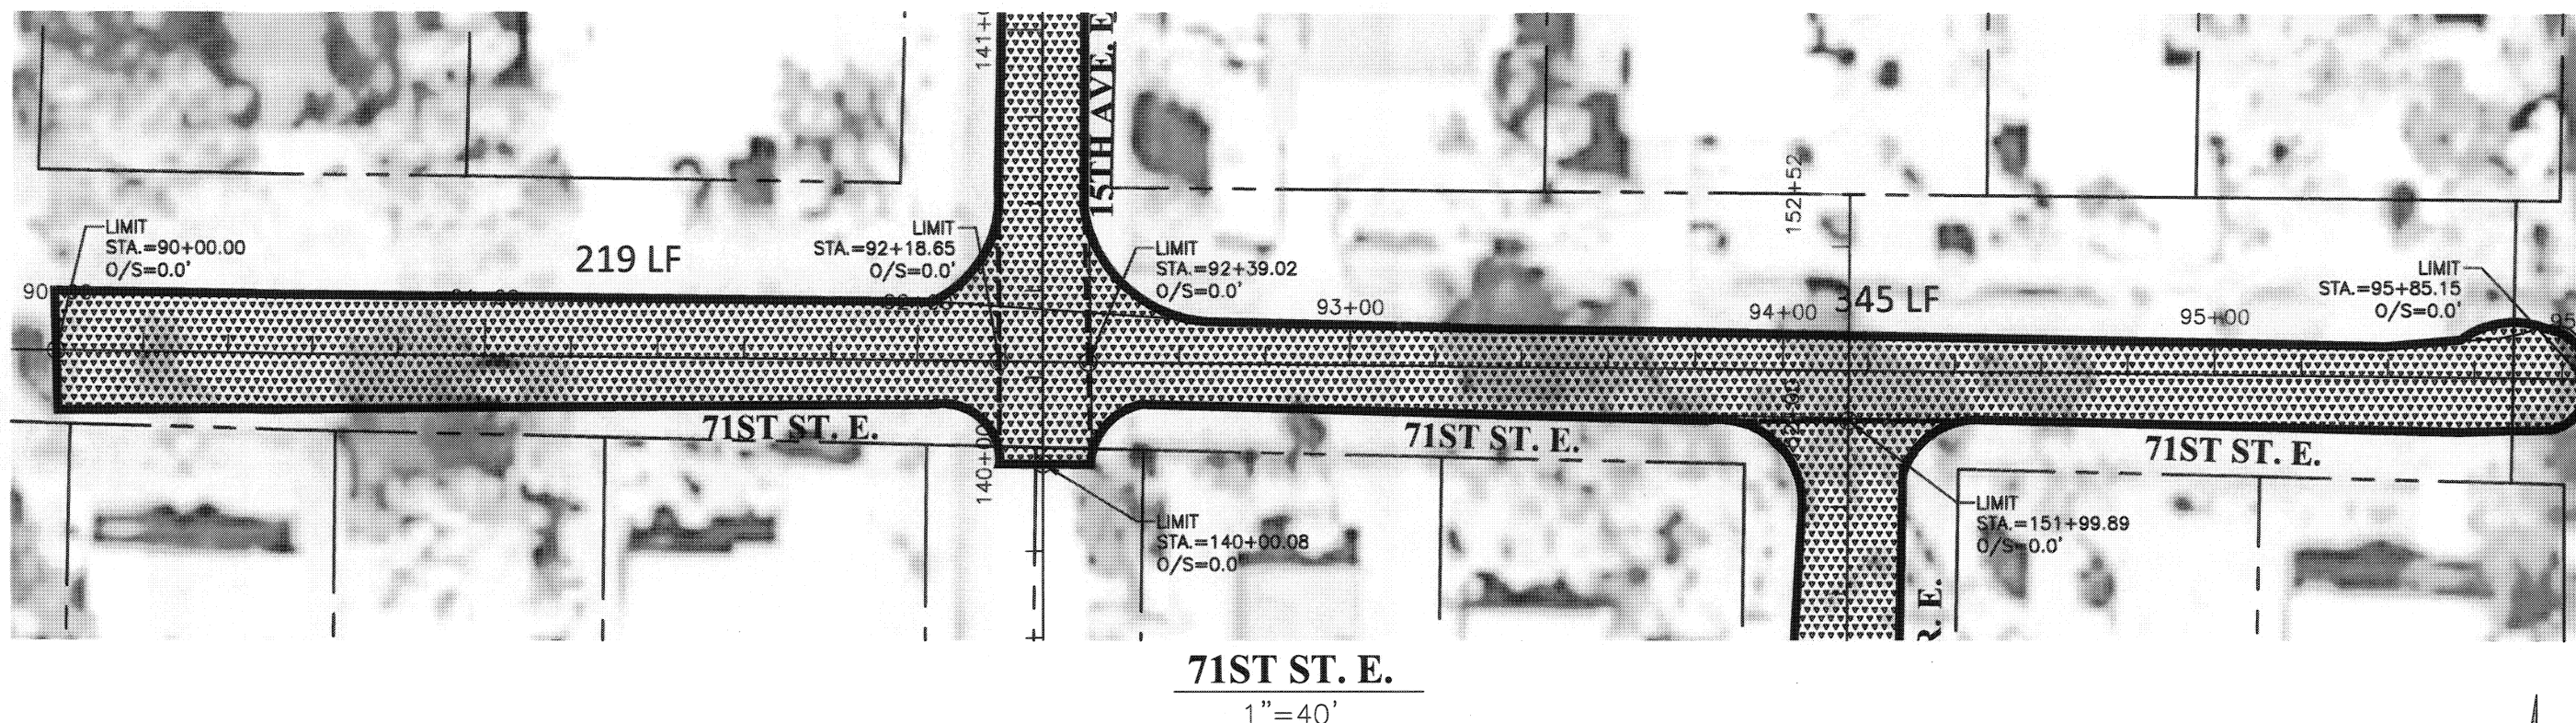 141+
15TH AVE. E
152+52
LIMIT
STA.=90+00.00
O/S=0.0'
219 LF
LIMIT
STA.=92+18.65
O/S=0.0'
LIMIT
STA.=92+39.02
O/S=0.0'
LIMIT
STA.=95+85.15
O/S=0.0'
90
93+00
94+00
345 LF
95+00
95
71ST ST. E.
71ST ST. E.
71ST ST. E.
140+00
LIMIT
STA.=140+00.08
O/S=0.0'
LIMIT
STA.=151+99.89
O/S=0.0'
R. E.
71ST ST. E.
1"=40'